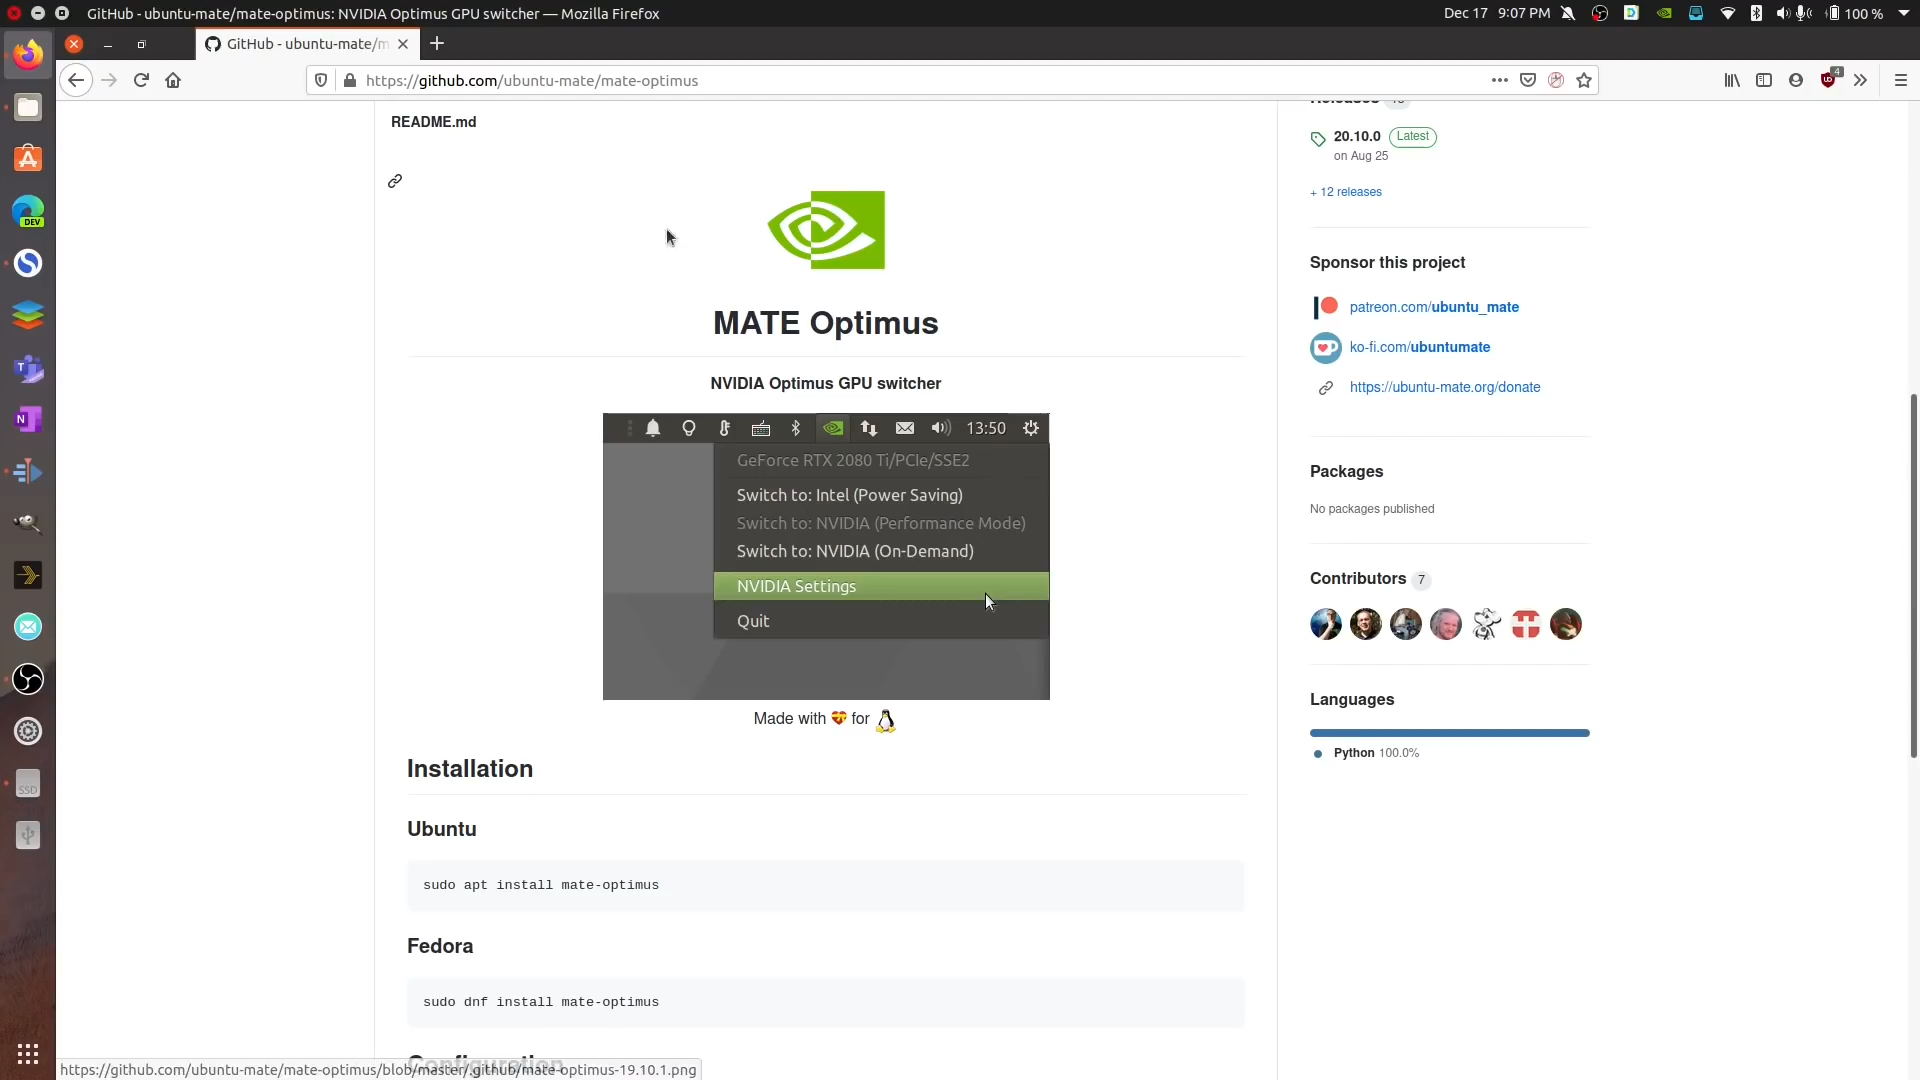 GitHub - ubuntu-mate/mate-optimus: NVIDIA Optimus GPU switcher — Mozilla Firefox
Dec 17 9:07 PM
100 %
GitHub - ubuntu-mate/m
https://github.com/ubuntu-mate/mate-optimus
4
README.md
Releases
20.10.0 Latest
on Aug 25
+ 12 releases
MATE Optimus
NVIDIA Optimus GPU switcher
13:50
GeForce RTX 2080 Ti/PCIe/SSE2
Switch to: Intel (Power Saving)
Switch to: NVIDIA (Performance Mode)
Switch to: NVIDIA (On-Demand)
NVIDIA Settings
Quit
Made with for
Installation
Ubuntu
sudo apt install mate-optimus
Fedora
sudo dnf install mate-optimus
Configuration
Sponsor this project
patreon.com/ubuntu_mate
ko-fi.com/ubuntumate
https://ubuntu-mate.org/donate
Packages
No packages published
Contributors 7
Languages
Python 100.0%
DEV
T
N
SSD
https://github.com/ubuntu-mate/mate-optimus/blob/master/.github/mate-optimus-19.10.1.png